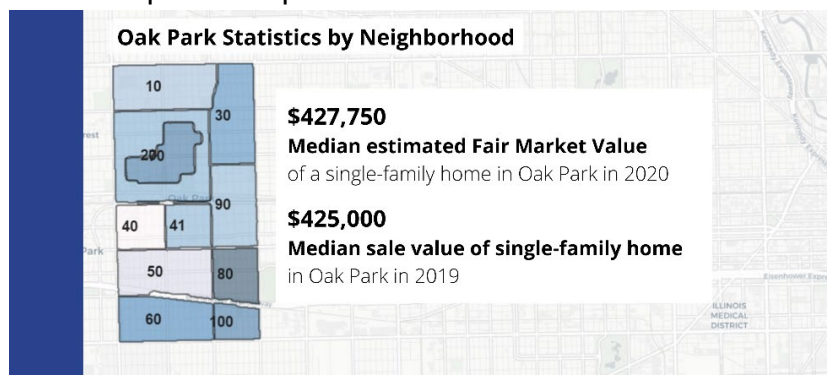 Oak Park Statistics by Neighborhood
10
30
200
90
40
41
50
80
60
100
$427,750
Median estimated Fair Market Value
of a single-family home in Oak Park in 2020
$425,000
Median sale value of single-family home
in Oak Park in 2019
Park
Kennedy Expressway
ILLINOIS
MEDICAL
DISTRICT